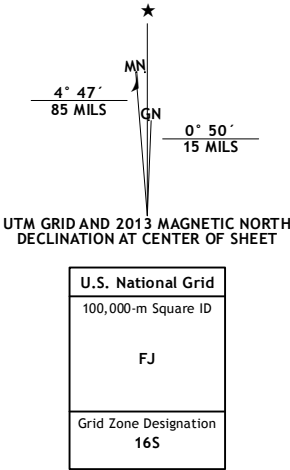 ★
MN
GN
4° 47´
85 MILS
0° 50´
15 MILS
UTM GRID AND 2013 MAGNETIC NORTH
DECLINATION AT CENTER OF SHEET
U.S. National Grid
100,000-m Square ID
FJ
Grid Zone Designation
16S